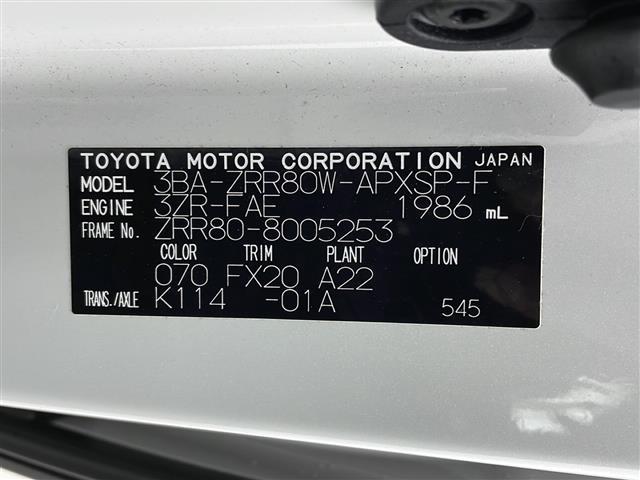 TOYOTA MOTOR CORPORATION JAPAN
MODEL 3BA-ZRR80W-APXSP-F
ENGINE 3ZR-FAE 1986 mL
FRAME No. ZRR80-8005253
COLOR TRIM PLANT OPTION
070 FX20 A22
TRANS./AXLE K114 -01A 545